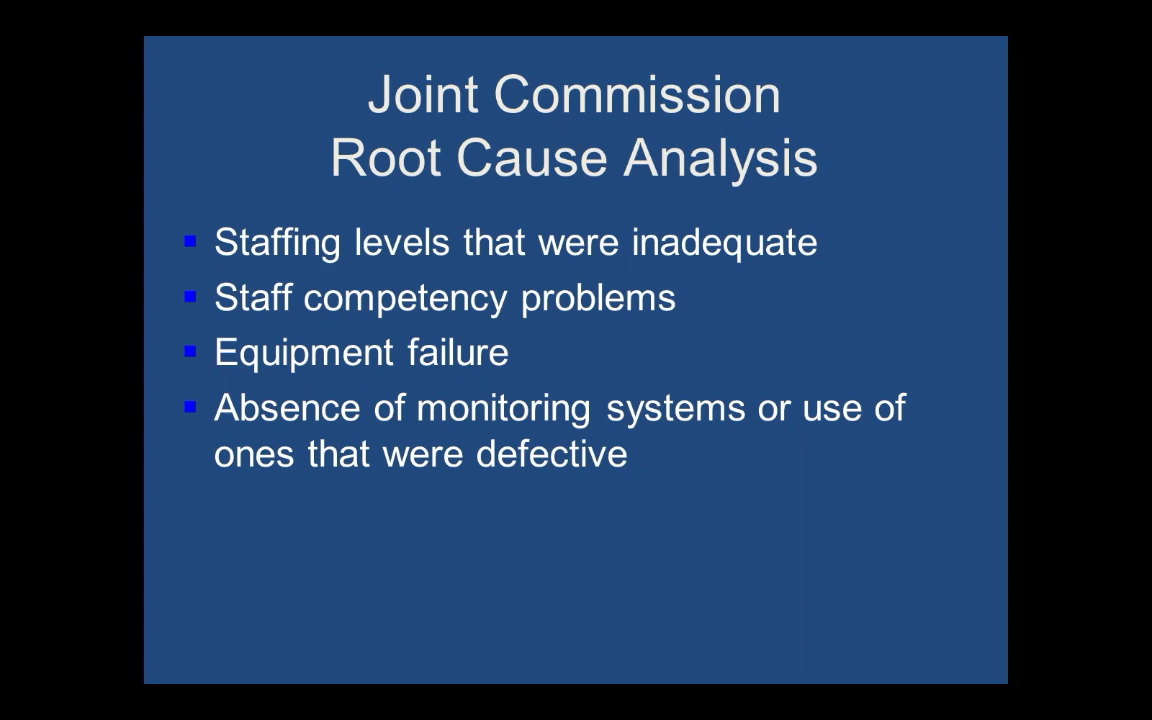 Joint Commission
Root Cause Analysis
Staffing levels that were inadequate
Staff competency problems
Equipment failure
Absence of monitoring systems or use of
ones that were defective